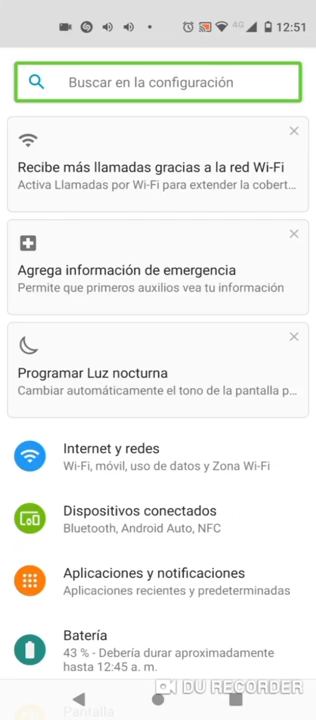 4G 12:51
Buscar en la configuración
Recibe más llamadas gracias a la red Wi-Fi
Activa Llamadas por Wi-Fi para extender la cobert…
Agrega información de emergencia
Permite que primeros auxilios vea tu información
Programar Luz nocturna
Cambiar automáticamente el tono de la pantalla p…
Internet y redes
Wi-Fi, móvil, uso de datos y Zona Wi-Fi
Dispositivos conectados
Bluetooth, Android Auto, NFC
Aplicaciones y notificaciones
Aplicaciones recientes y predeterminadas
Batería
43 % - Debería durar aproximadamente
hasta 12:45 a. m.
DU RECORDER
Pantalla